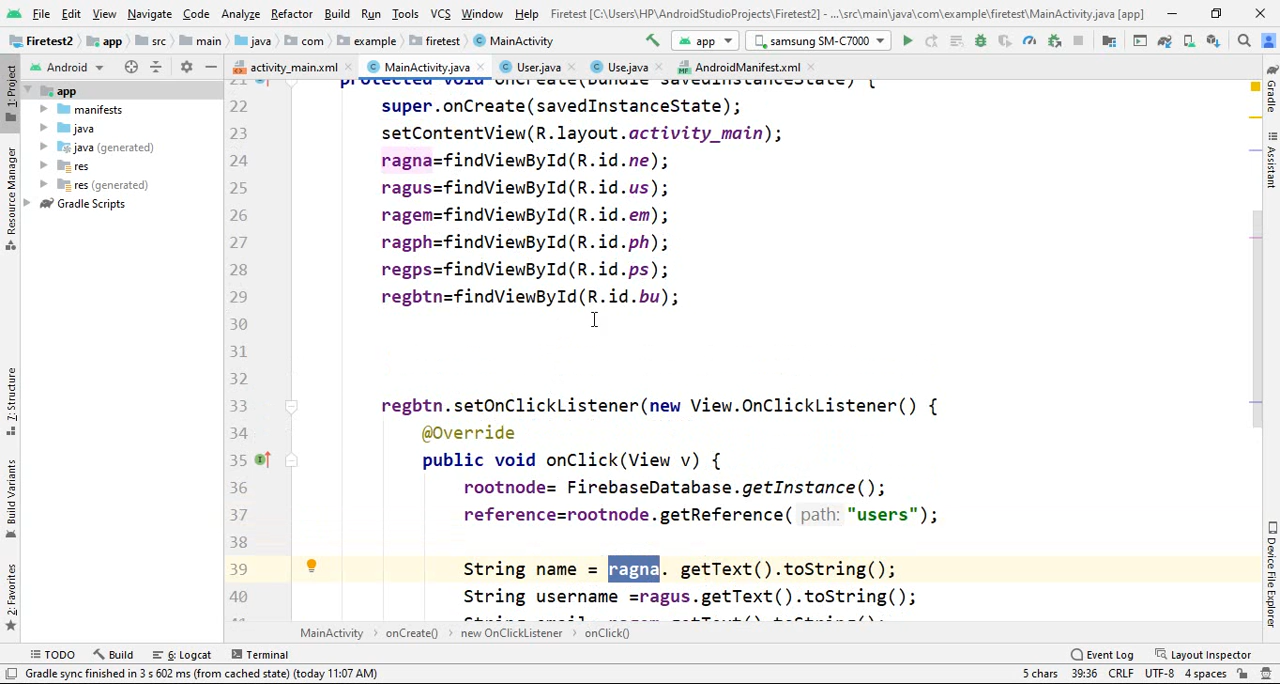 File Edit View Navigate Code Analyze Refactor Build Run Tools VCS Window Help Firetest [C:\Users\HP\AndroidStudioProjects\Firetest2] - ...\src\main\java\com\example\firetest\MainActivity.java [app]
Firetest2 app src main java com example firetest MainActivity app samsung SM-C7000
Android activity_main.xml MainActivity.java User.java Use.java AndroidManifest.xml
1: Project
Resource Manager
Z: Structure
Build Variants
2: Favorites
app
manifests
java
java (generated)
res
res (generated)
Gradle Scripts
21 protected void onCreate(Bundle savedInstanceState) {
22 super.onCreate(savedInstanceState);
23 setContentView(R.layout.activity_main);
24 ragna=findViewById(R.id.ne);
25 ragus=findViewById(R.id.us);
26 ragem=findViewById(R.id.em);
27 ragph=findViewById(R.id.ph);
28 regps=findViewById(R.id.ps);
29 regbtn=findViewById(R.id.bu);
30
31
32
33 regbtn.setOnClickListener(new View.OnClickListener() {
34 @Override
35 public void onClick(View v) {
36 rootnode= FirebaseDatabase.getInstance();
37 reference=rootnode.getReference( path: "users");
38
39 String name = ragna. getText().toString();
40 String username =ragus.getText().toString();
Gradle
Assistant
Device File Explorer
MainActivity onCreate() new OnClickListener onClick()
TODO Build 6: Logcat Terminal Event Log Layout Inspector
Gradle sync finished in 3 s 602 ms (from cached state) (today 11:07 AM) 5 chars 39:36 CRLF UTF-8 4 spaces